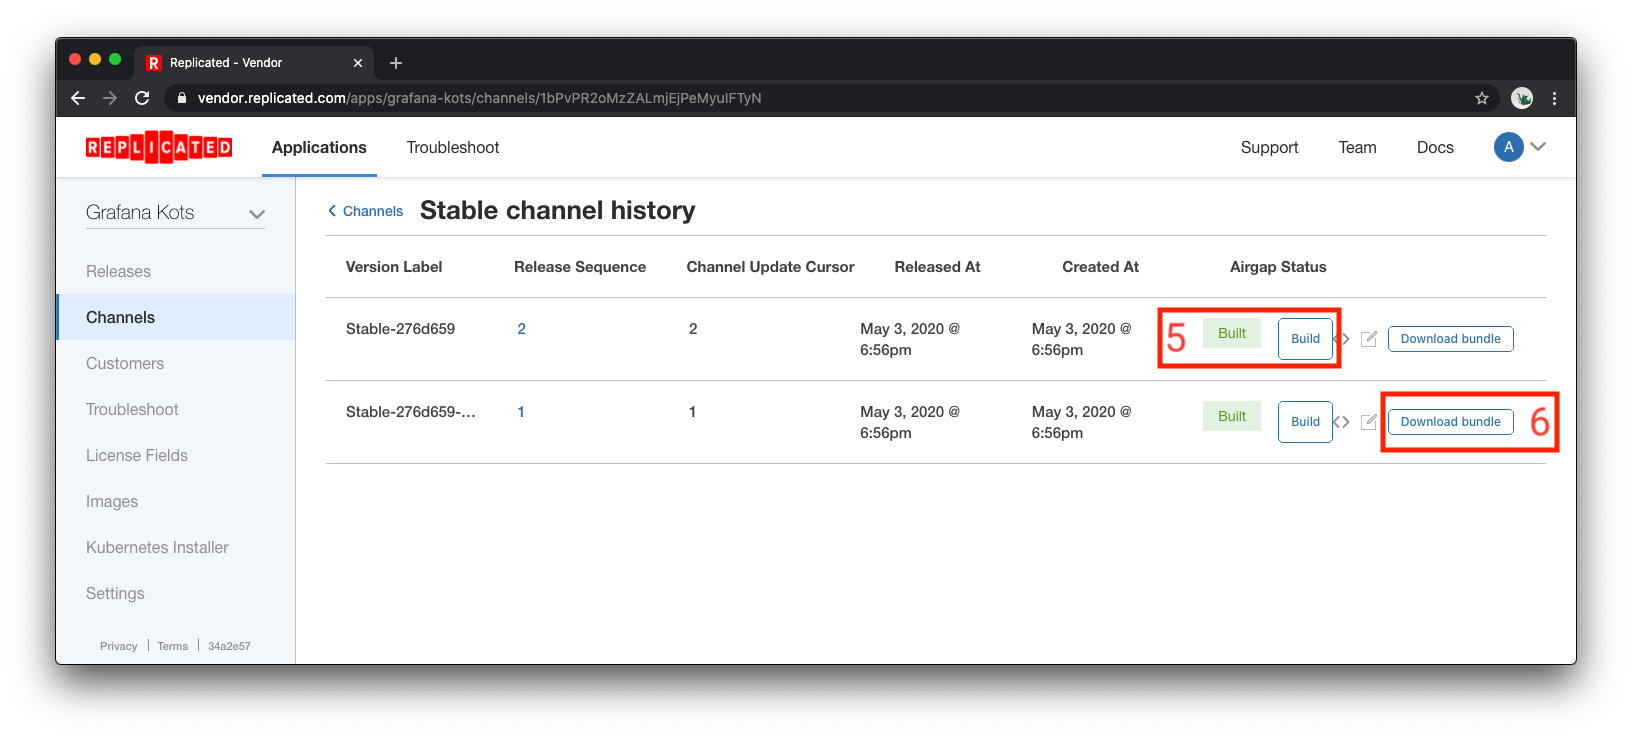 Replicated - Vendor
vendor.replicated.com/apps/grafana-kots/channels/1bPvPR2oMzZALmjEjPeMyuIFTyN
REPLICATED
Applications
Troubleshoot
Support
Team
Docs
A
Grafana Kots
Releases
Channels
Customers
Troubleshoot
License Fields
Images
Kubernetes Installer
Settings
Privacy | Terms | 34a2e57
Channels
Stable channel history
Version Label Release Sequence Channel Update Cursor Released At Created At Airgap Status
Stable-276d659 2 2 May 3, 2020 @ May 3, 2020 @ 5 Built Build <> Download bundle
6:56pm 6:56pm
Stable-276d659-... 1 1 May 3, 2020 @ May 3, 2020 @ Built Build <> Download bundle 6
6:56pm 6:56pm